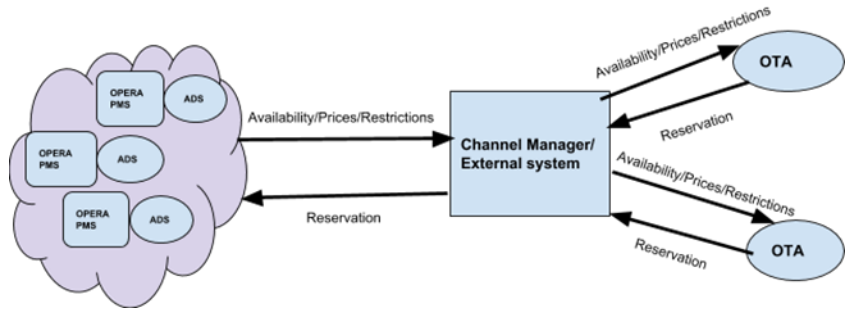 OPERA
PMS
ADS
OPERA
PMS
ADS
OPERA
PMS
ADS
Availability/Prices/Restrictions
Reservation
Channel Manager/
External system
Availability/Prices/Restrictions
OTA
Reservation
Availability/Prices/Restrictions
Reservation
OTA